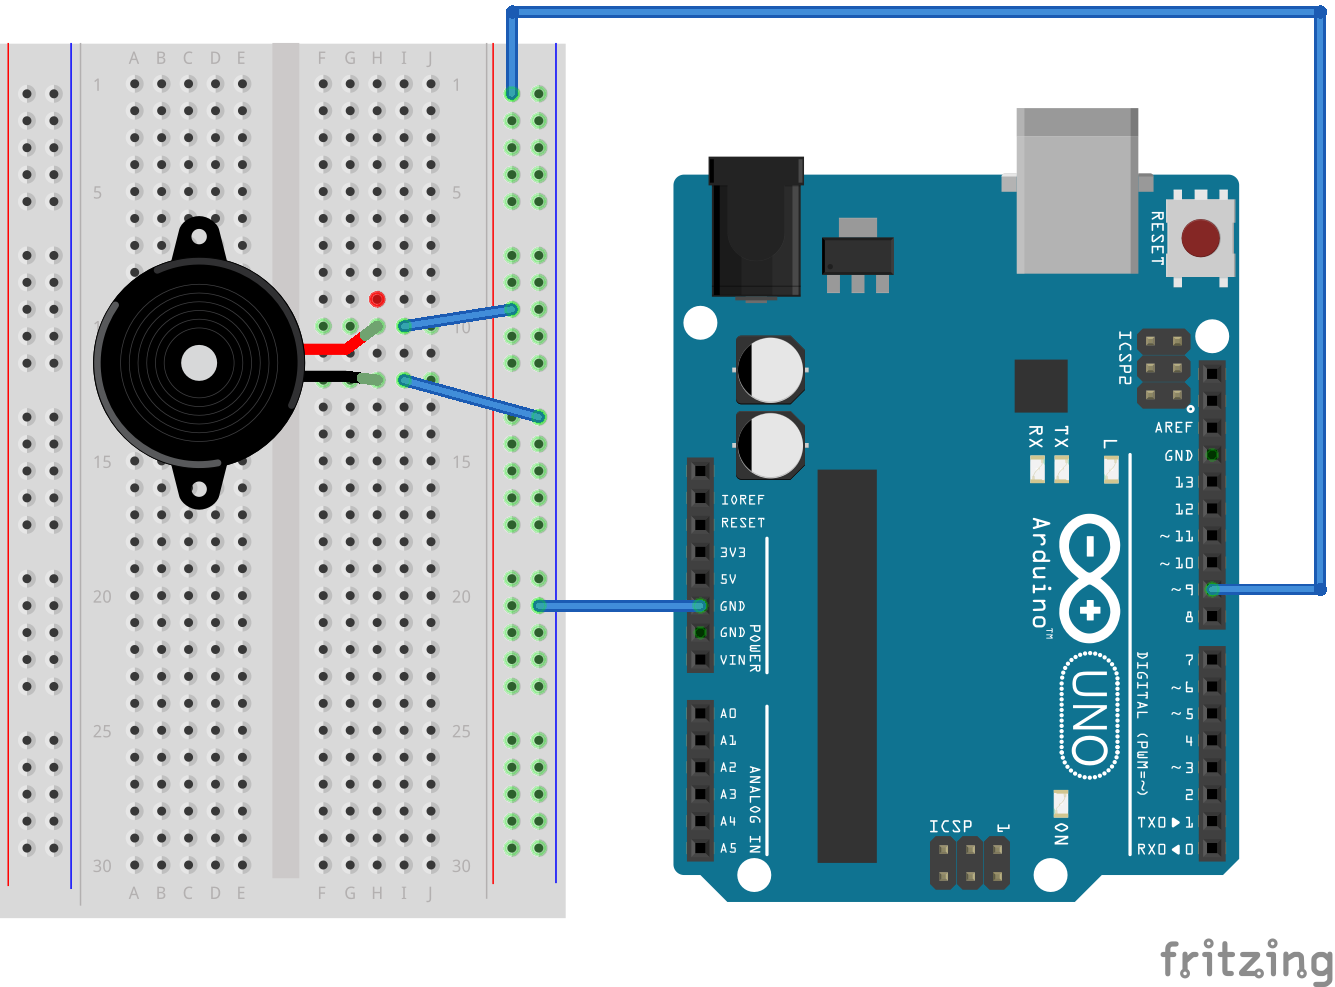 A B C D E F G H I J
1 1
5 5
10
15 15
20 20
25 25
30 30
A B C D E F G H I J
RESET
ICSP2
AREF
GND
13
12
~11
~10
~9
8
7
~6
~5
4
~3
2
TX0▶1
RX0◀0
DIGITAL (PWM=~)
RX
TX
L
Arduino™
UNO
ON
IOREF
RESET
3V3
5V
GND
GND
VIN
POWER
A0
A1
A2
A3
A4
A5
ANALOG IN
ICSP
1
fritzing